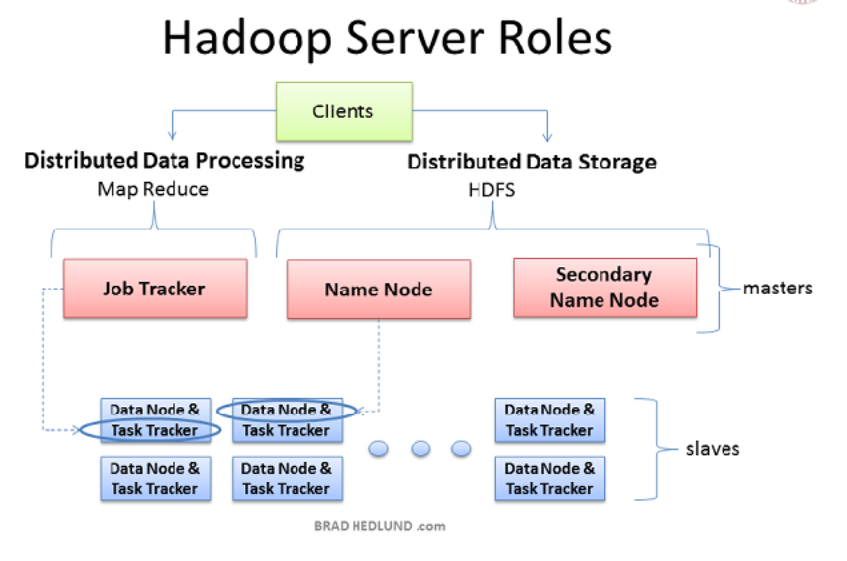 Hadoop Server Roles
Clients
Distributed Data Processing
Map Reduce
Distributed Data Storage
HDFS
Job Tracker
Name Node
Secondary
Name Node
masters
Data Node &
Task Tracker
Data Node &
Task Tracker
Data Node &
Task Tracker
Data Node &
Task Tracker
Data Node &
Task Tracker
Data Node &
Task Tracker
slaves
BRAD HEDLUND .com